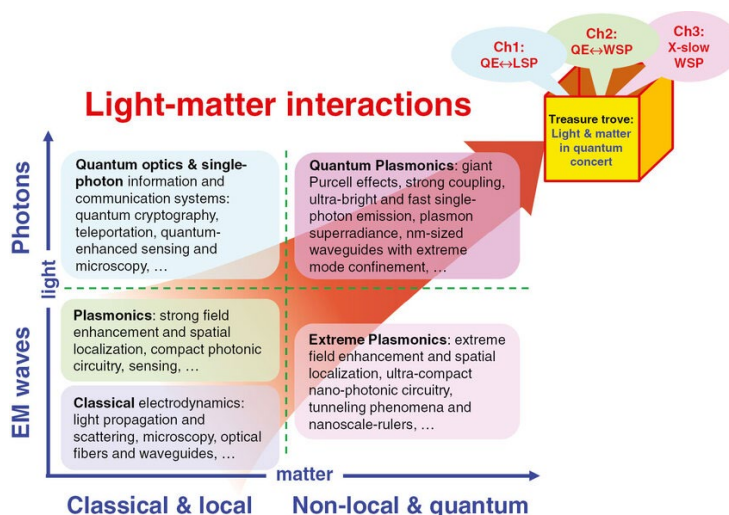 Ch1:
QE↔LSP
Ch2:
QE↔WSP
Ch3:
X-slow
WSP
Light-matter interactions
Treasure trove:
Light & matter
in quantum
concert
Photons
light
EM waves
Quantum optics & single-
photon information and
communication systems:
quantum cryptography,
teleportation, quantum-
enhanced sensing and
microscopy, …
Quantum Plasmonics: giant
Purcell effects, strong coupling,
ultra-bright and fast single-
photon emission, plasmon
superradiance, nm-sized
waveguides with extreme
mode confinement, …
Plasmonics: strong field
enhancement and spatial
localization, compact photonic
circuitry, sensing, …
Classical electrodynamics:
light propagation and
scattering, microscopy, optical
fibers and waveguides, …
Extreme Plasmonics: extreme
field enhancement and spatial
localization, ultra-compact
nano-photonic circuitry,
tunneling phenomena and
nanoscale-rulers, …
matter
Classical & local
Non-local & quantum